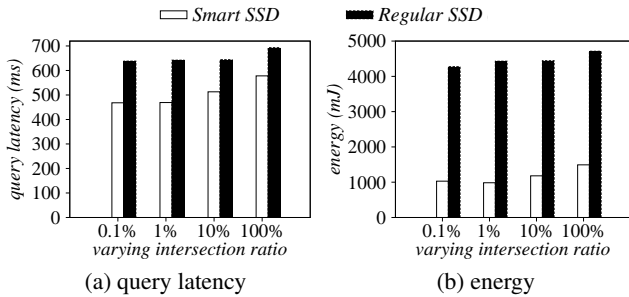 Smart SSD Regular SSD
700
600
500
400
300
200
100
0
query latency (ms)
0.1% 1% 10% 100%
varying intersection ratio
(a) query latency
5000
4000
3000
2000
1000
0
energy (mJ)
0.1% 1% 10% 100%
varying intersection ratio
(b) energy